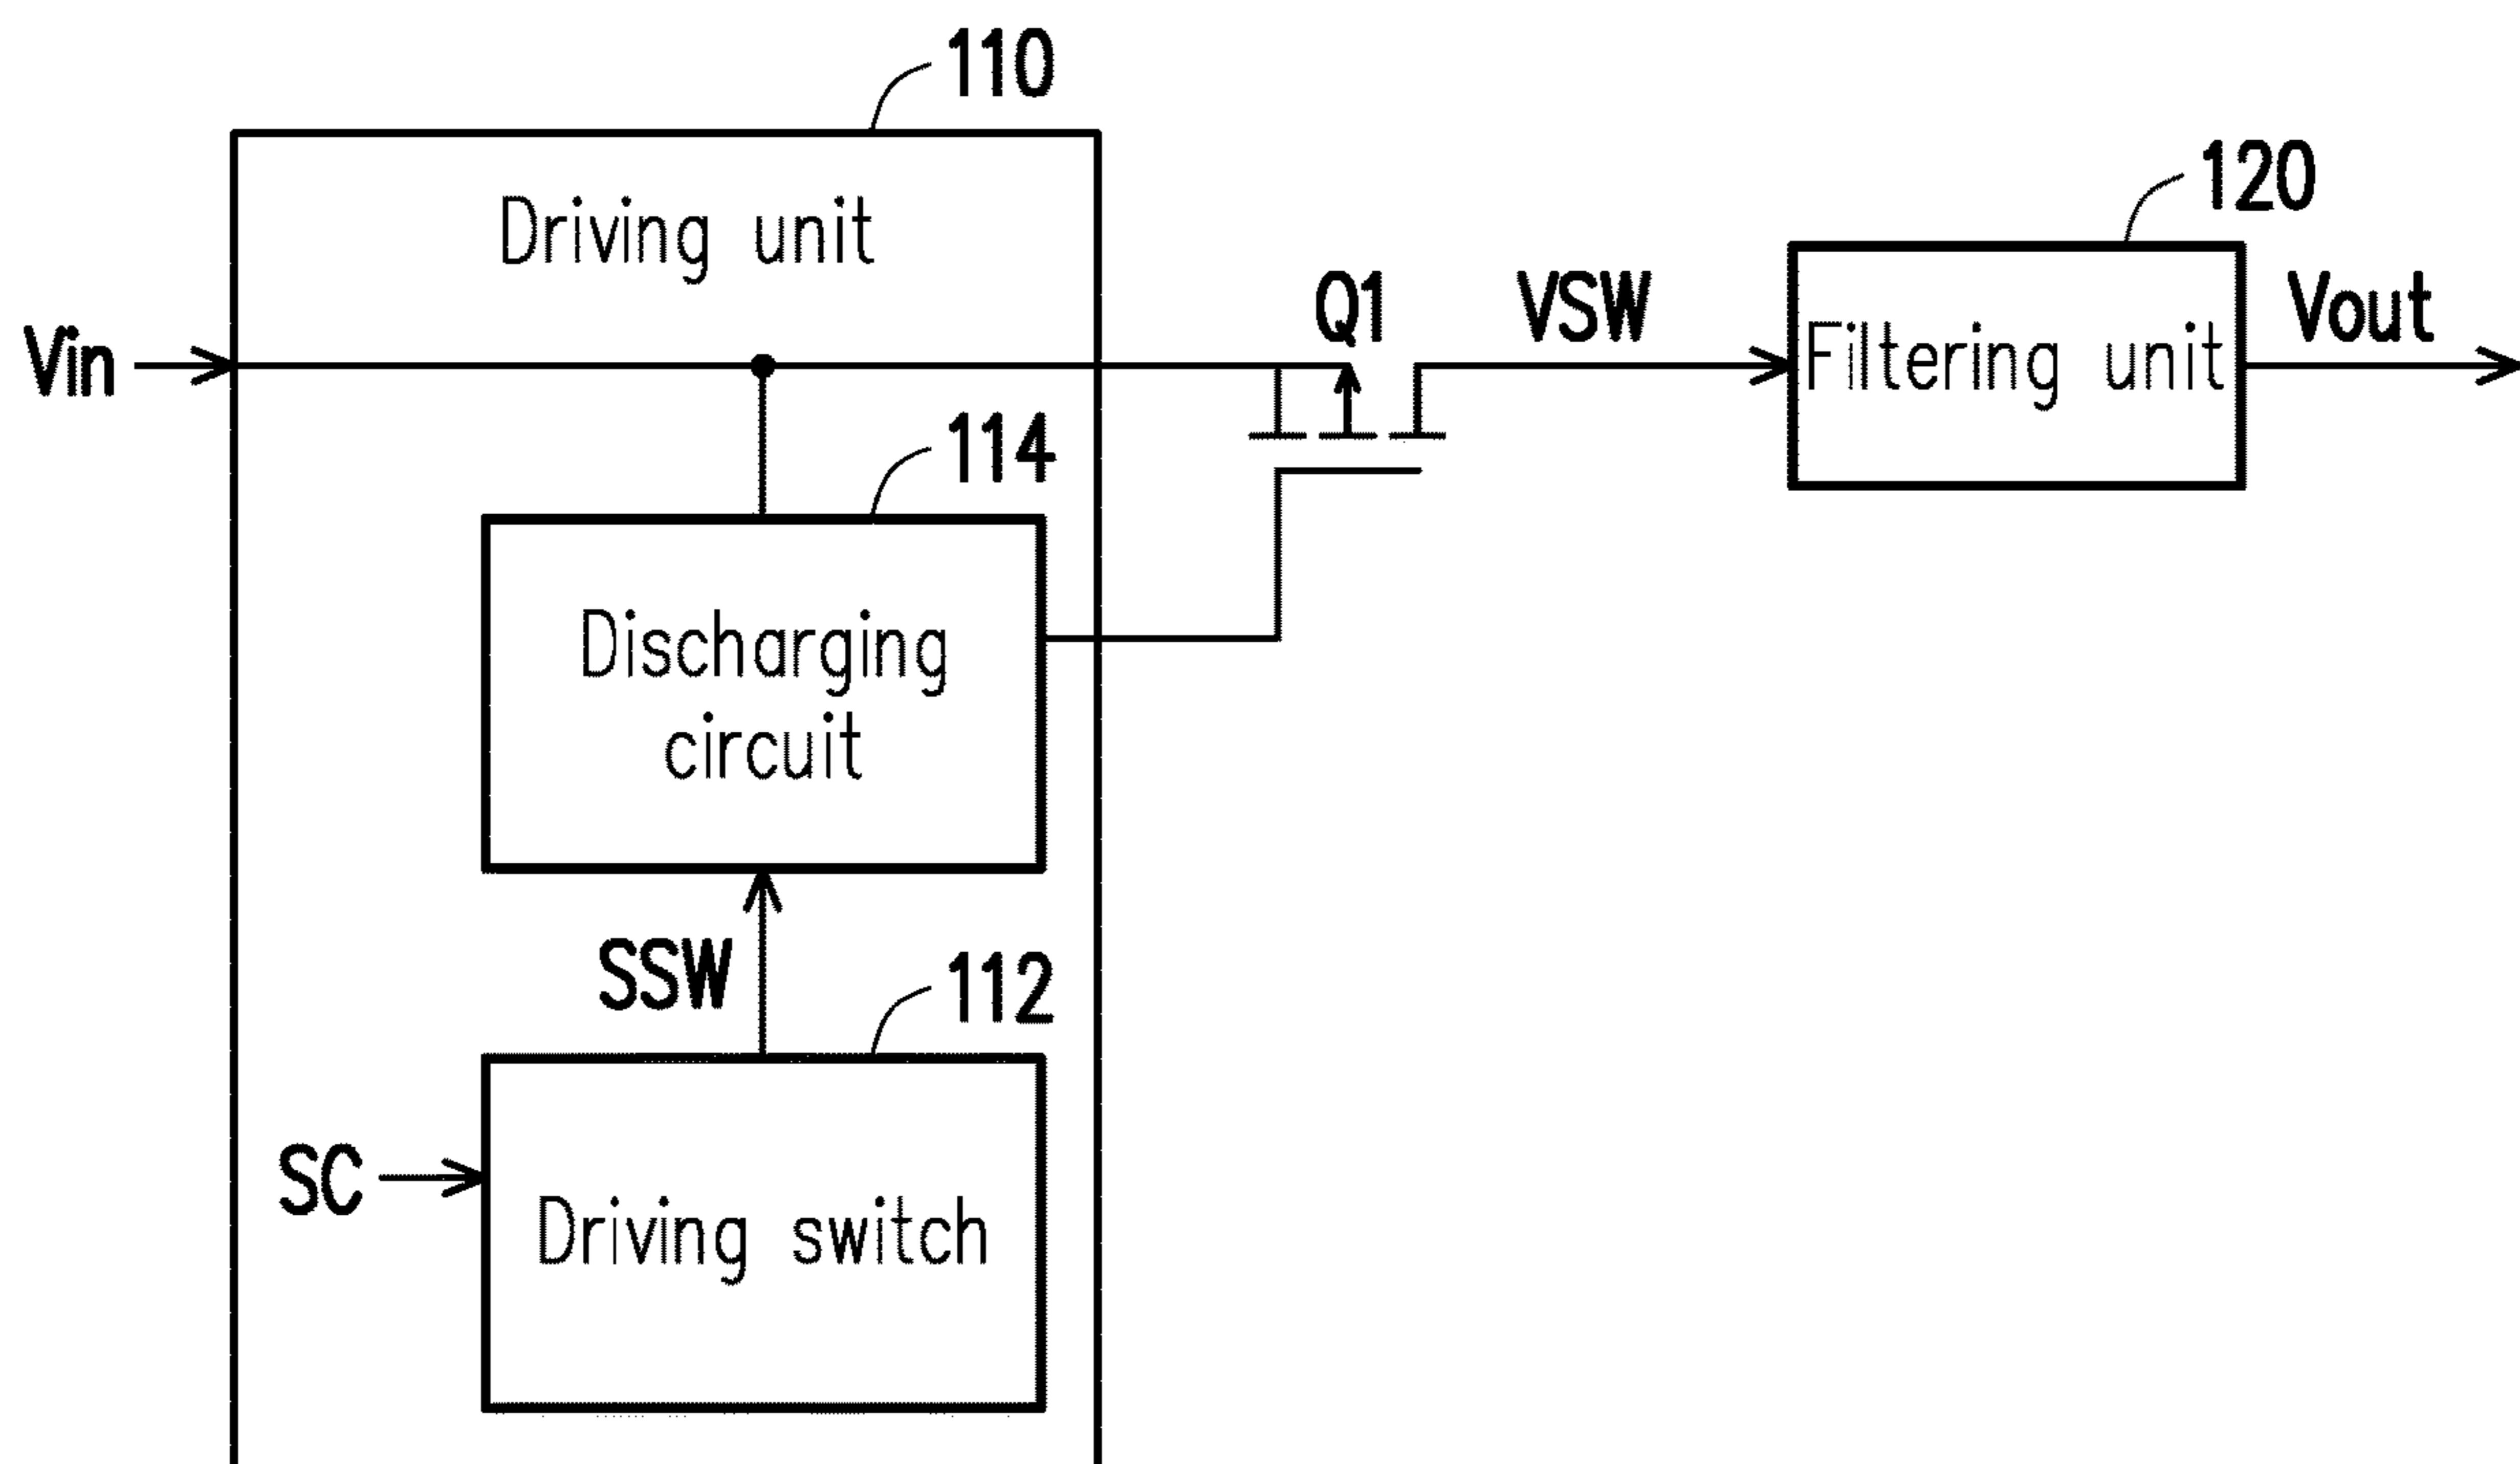 110
Driving unit
120
Vin
Q1
VSW
Filtering unit
Vout
114
Discharging
circuit
SSW
112
SC
Driving switch